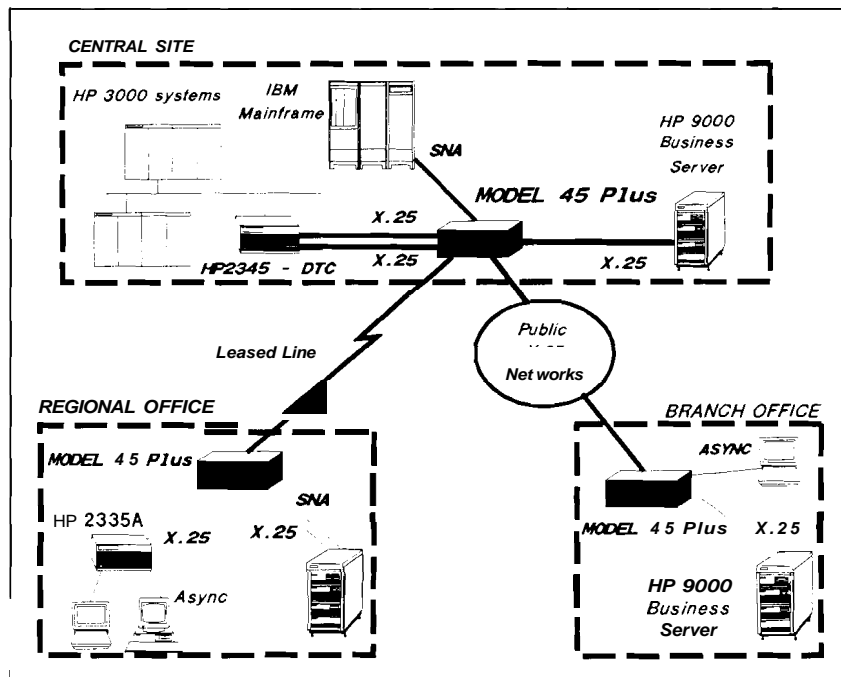 CENTRAL SITE
HP 3000 systems
IBM
Mainframe
SNA
HP 9000
Business
Server
MODEL 45 Plus
X.25
X.25
X.25
HP2345 - DTC
Leased Line
Public
Networks
REGIONAL OFFICE
MODEL 45 Plus
SNA
HP 2335A
X.25
X.25
Async
BRANCH OFFICE
ASYNC
MODEL 45 Plus
X.25
HP 9000
Business
Server